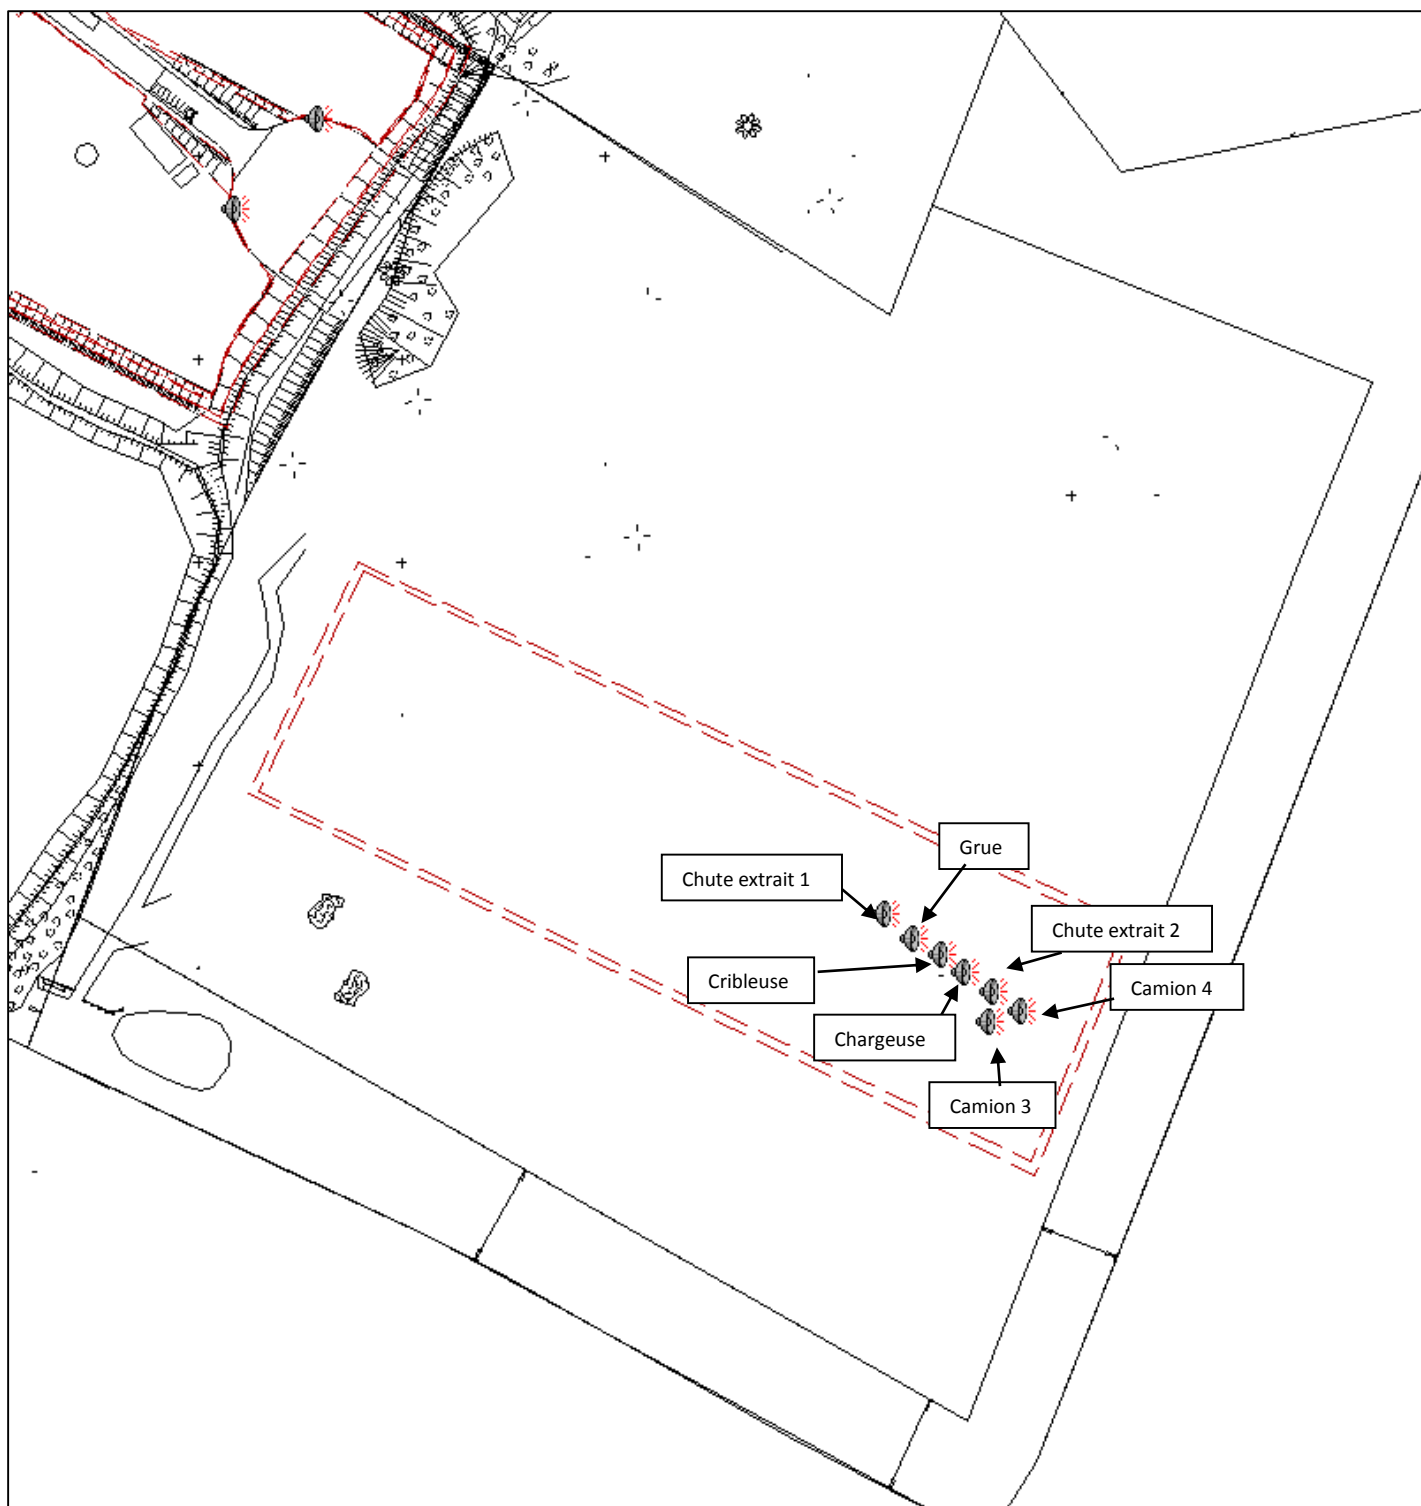 Grue
Chute extrait 1
Chute extrait 2
Cribleuse
Camion 4
Chargeuse
Camion 3